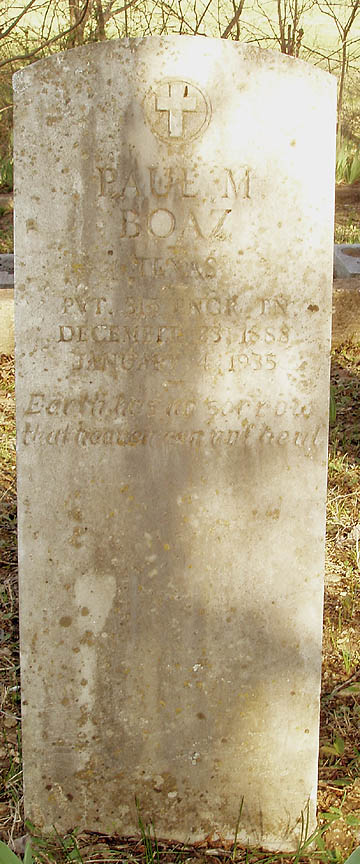 PAUL M
BOAZ
TEXAS
PVT. 315 ENGR. TN.
DECEMBER 23, 1888
JANUARY 4, 1935
Earth has no sorrow
that heaven can not heal